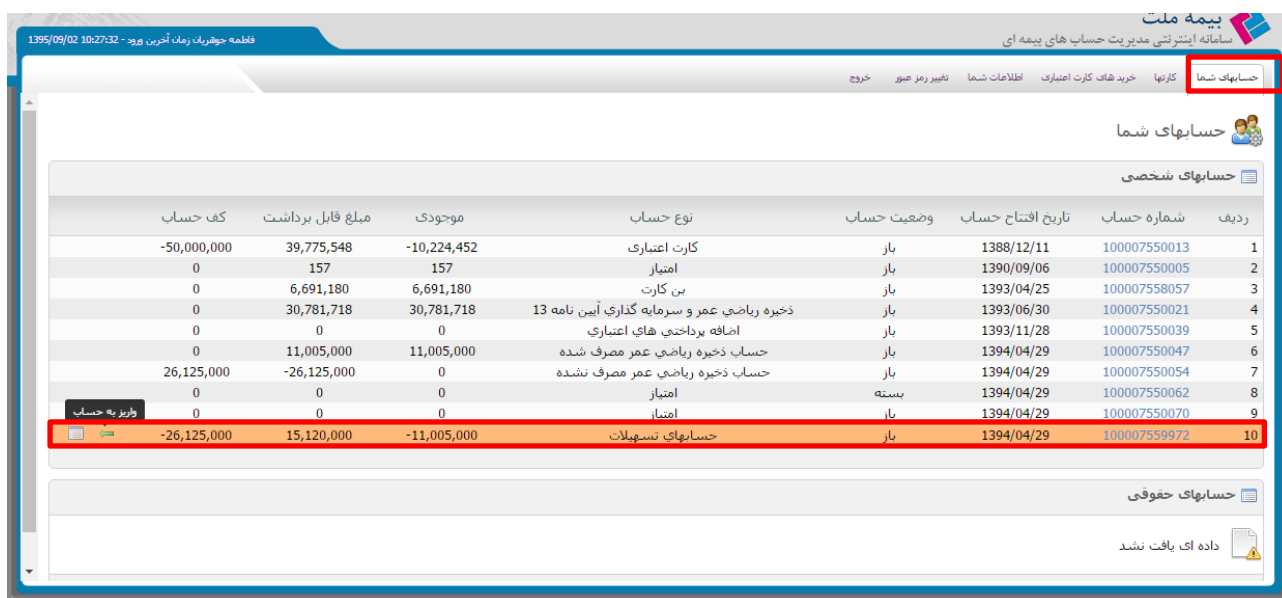 بیمه ملت
سامانه اینترنتی مدیریت حساب های بیمه ای
فاطمه جوهریان زمان آخرین ورود - 10:27:32 1395/09/02
حسابهای شما کارتها خرید های کارت اعتباری اطلاعات شما تغییر رمز عبور خروج
حسابهای شما
حسابهای شخصی
ردیف شماره حساب تاریخ افتتاح حساب وضعیت حساب نوع حساب موجودی مبلغ قابل برداشت کف حساب
1 100007550013 1388/12/11 باز کارت اعتباری -10,224,452 39,775,548 -50,000,000
2 100007550005 1390/09/06 باز امتیاز 157 157 0
3 100007558057 1393/04/25 باز بن کارت 6,691,180 6,691,180 0
4 100007550021 1393/06/30 باز ذخیره ریاضي عمر و سرمایه گذاري آیین نامه 13 30,781,718 30,781,718 0
5 100007550039 1393/11/28 باز اضافه پرداختي هاي اعتباري 0 0 0
6 100007550047 1394/04/29 باز حساب ذخیره ریاضي عمر مصرف شده 11,005,000 11,005,000 0
7 100007550054 1394/04/29 باز حساب ذخیره ریاضي عمر مصرف نشده 0 -26,125,000 26,125,000
8 100007550062 1394/04/29 بسته امتیاز 0 0 0
9 100007550070 1394/04/29 باز امتیاز 0 0 0
واریز به حساب
10 100007559972 1394/04/29 باز حسابهاي تسهیلات -11,005,000 15,120,000 -26,125,000
حسابهای حقوقی
داده ای یافت نشد